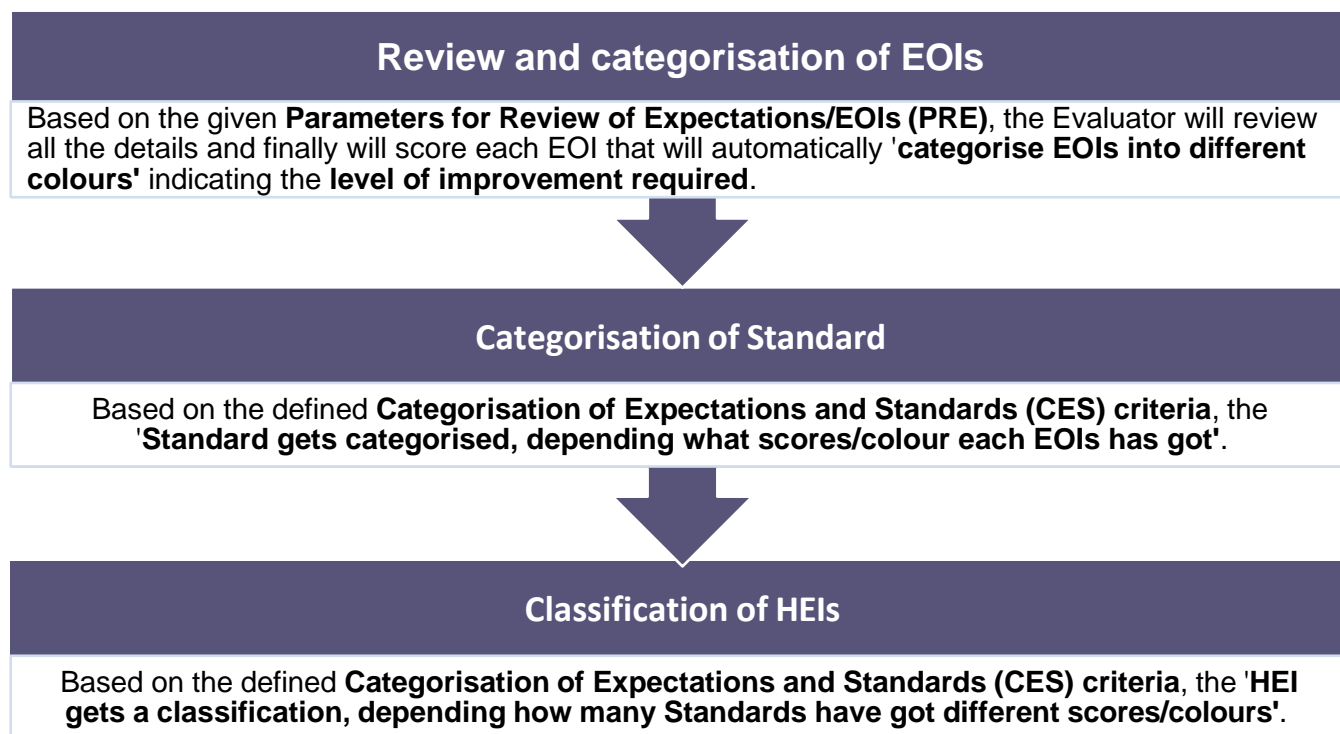 Review and categorisation of EOIs
Based on the given Parameters for Review of Expectations/EOIs (PRE), the Evaluator will review
all the details and finally will score each EOI that will automatically 'categorise EOIs into different
colours' indicating the level of improvement required.
Categorisation of Standard
Based on the defined Categorisation of Expectations and Standards (CES) criteria, the
'Standard gets categorised, depending what scores/colour each EOIs has got'.
Classification of HEIs
Based on the defined Categorisation of Expectations and Standards (CES) criteria, the 'HEI
gets a classification, depending how many Standards have got different scores/colours'.